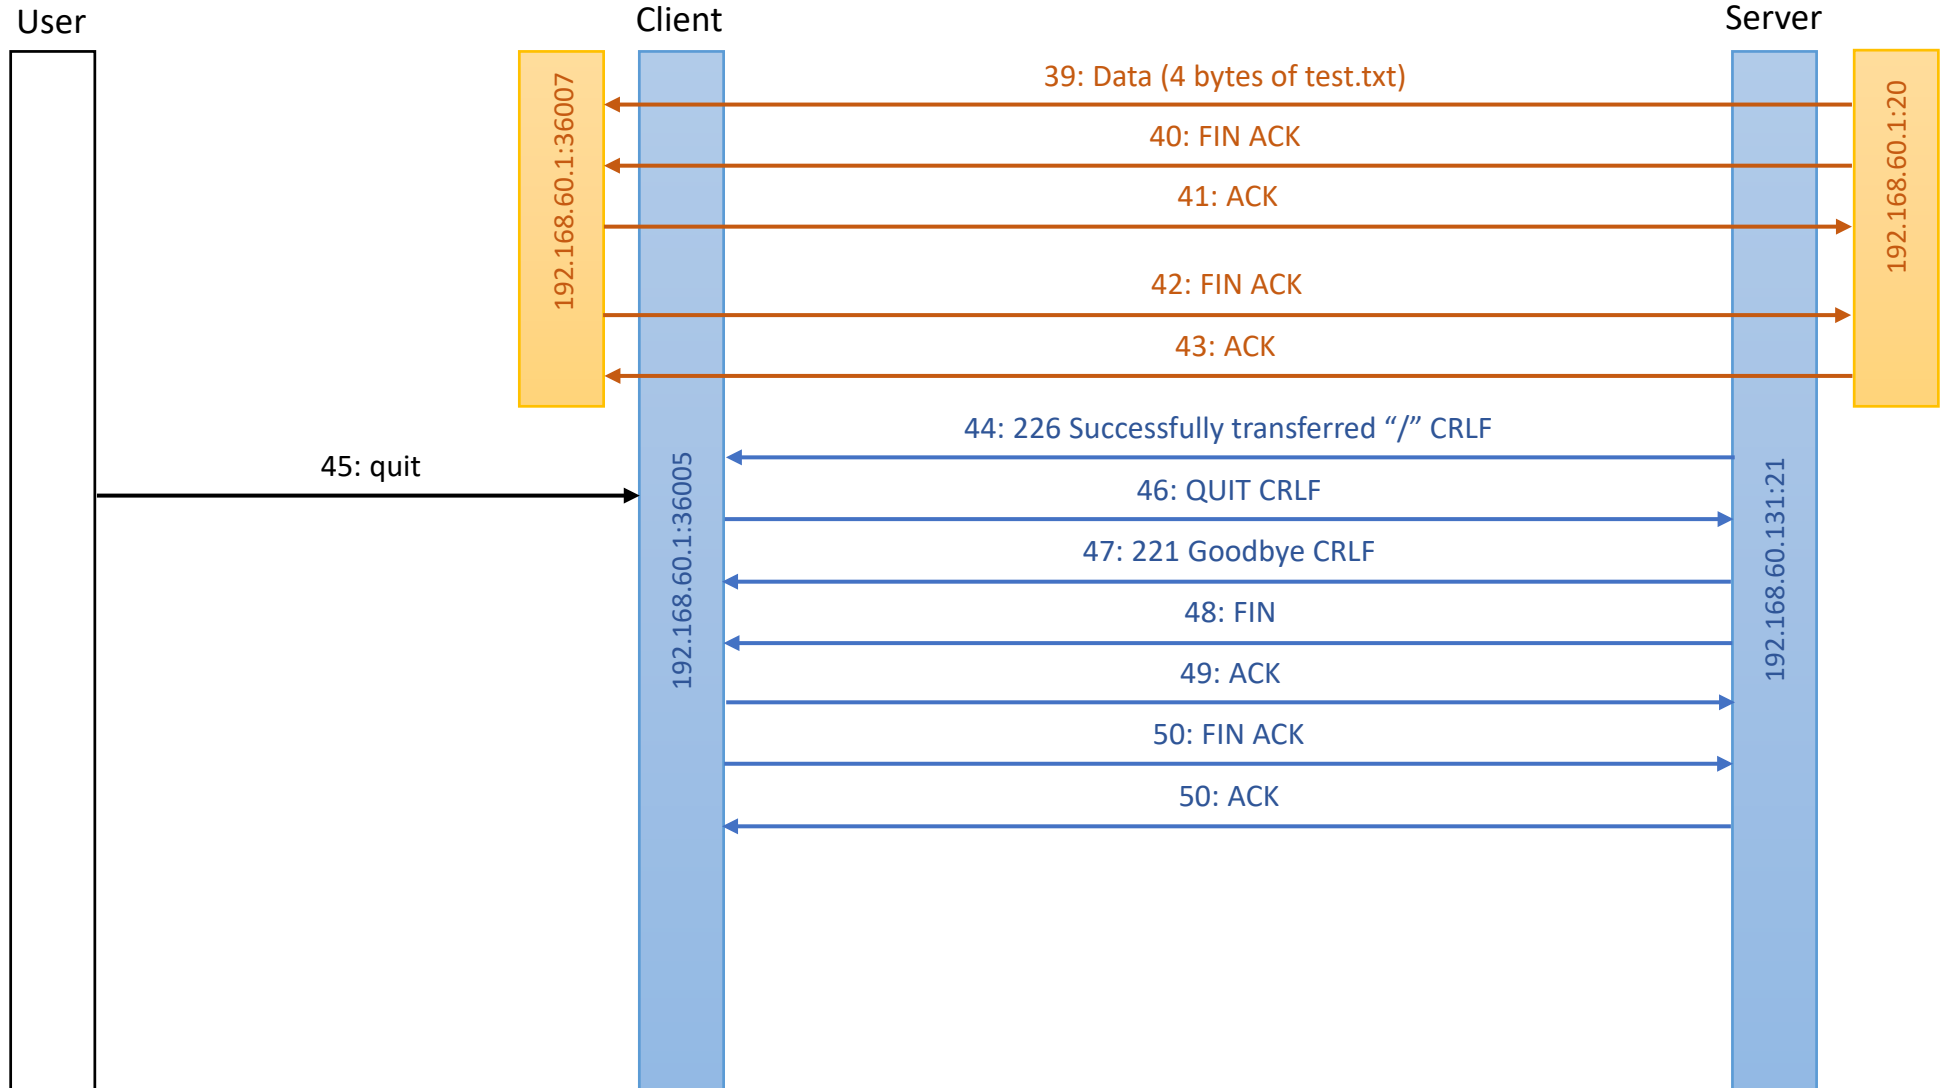 User
Client
Server
192.168.60.1:36007
192.168.60.1:20
39: Data (4 bytes of test.txt)
40: FIN ACK
41: ACK
42: FIN ACK
43: ACK
44: 226 Successfully transferred “/” CRLF
45: quit
192.168.60.1:36005
192.168.60.131:21
46: QUIT CRLF
47: 221 Goodbye CRLF
48: FIN
49: ACK
50: FIN ACK
50: ACK